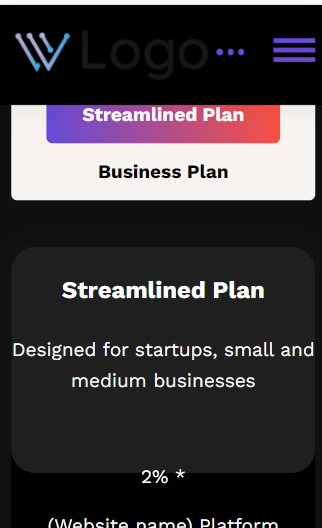 Logo
Streamlined Plan
Business Plan
Streamlined Plan
Designed for startups, small and
medium businesses
2% *
(Website name) Platform